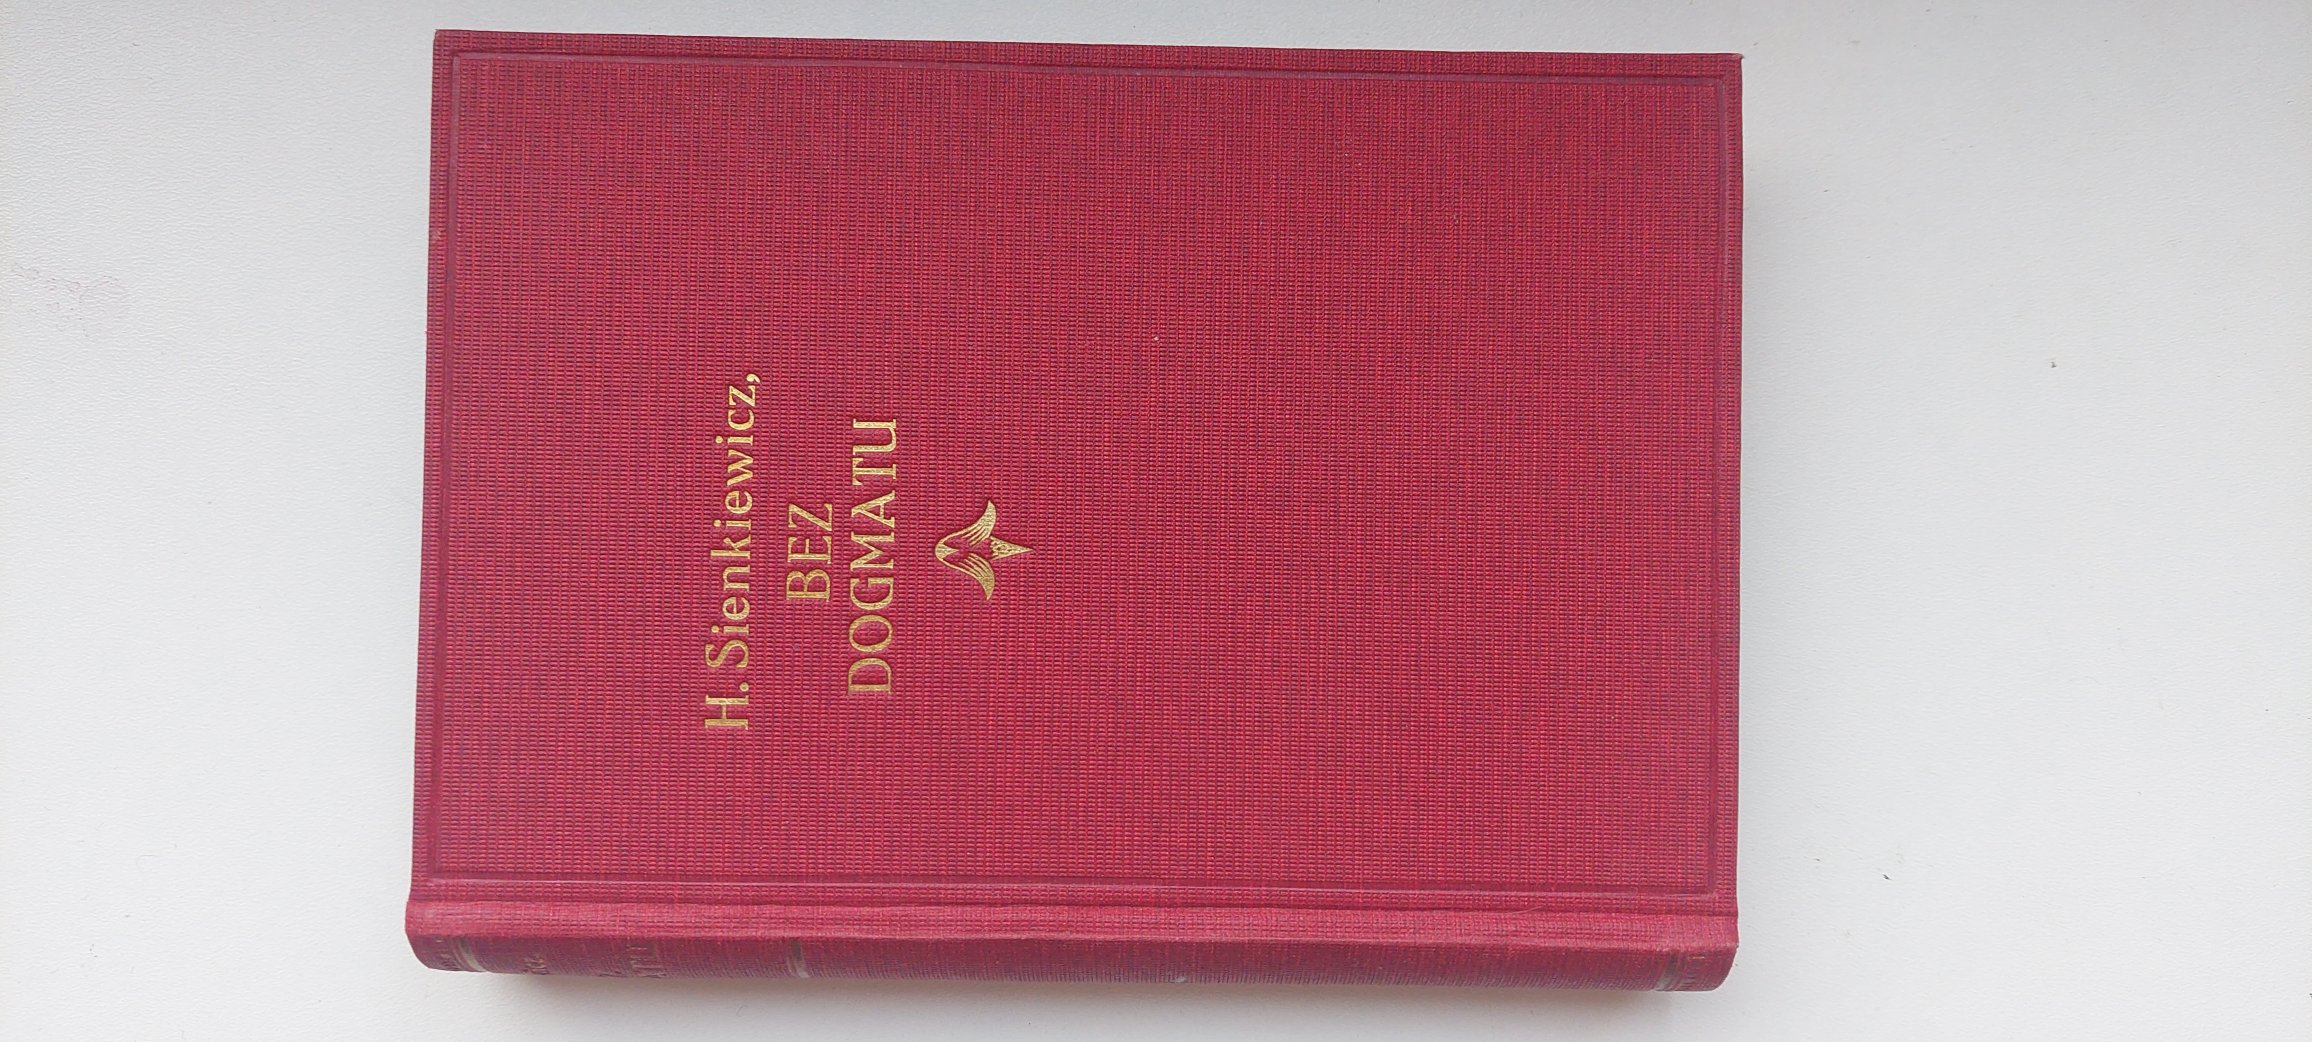 H. Sienkiewicz,
BEZ
DOGMATU